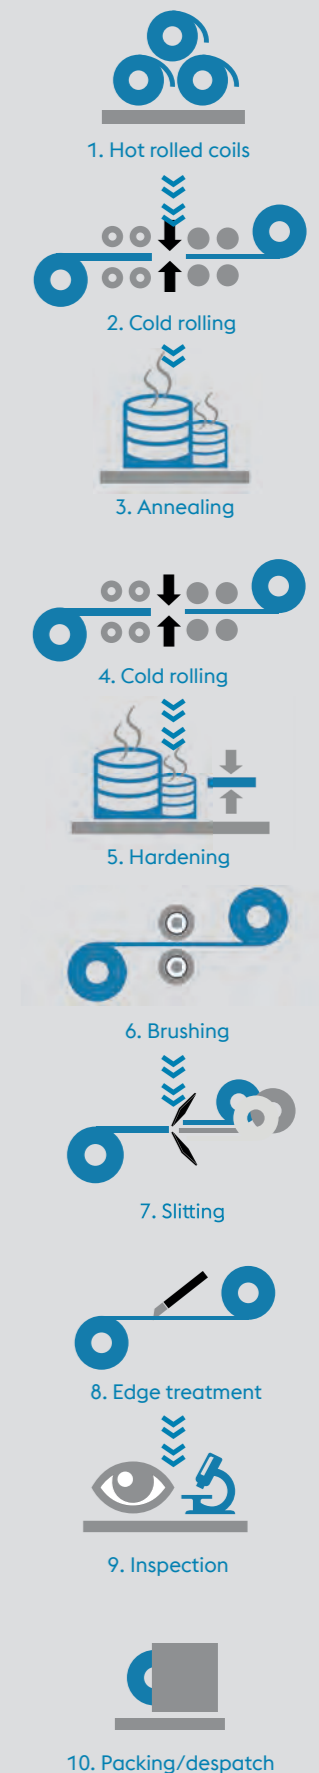 1. Hot rolled coils
2. Cold rolling
3. Annealing
4. Cold rolling
5. Hardening
6. Brushing
7. Slitting
8. Edge treatment
9. Inspection
10. Packing/despatch